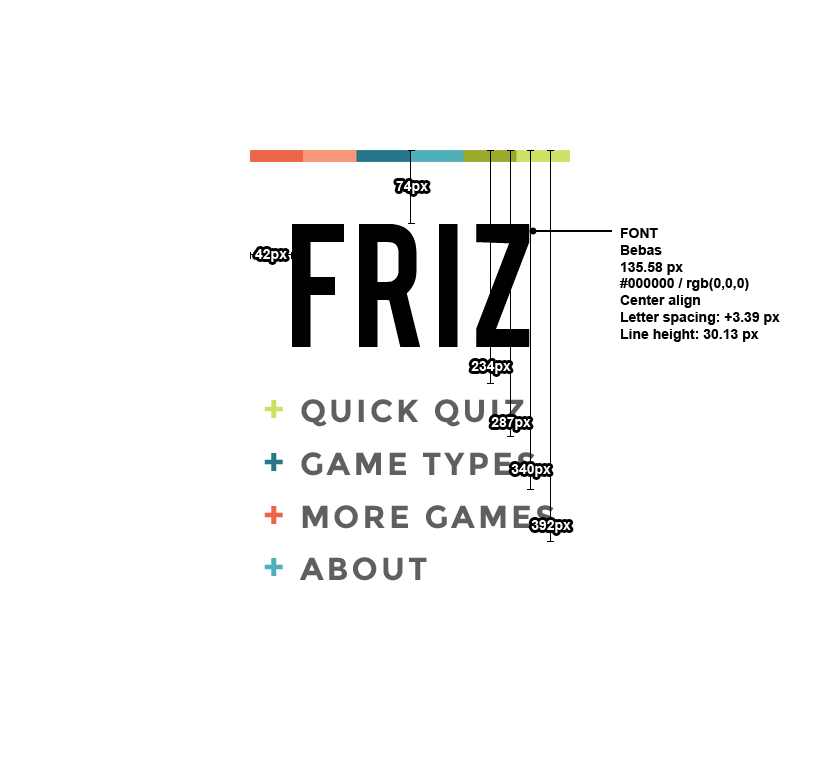 74px
FRIZ
42px
FONT
Bebas
135.58 px
#000000 / rgb(0,0,0)
Center align
Letter spacing: +3.39 px
Line height: 30.13 px
234px
+ QUICK QUIZ
287px
+ GAME TYPES
340px
+ MORE GAMES
392px
+ ABOUT